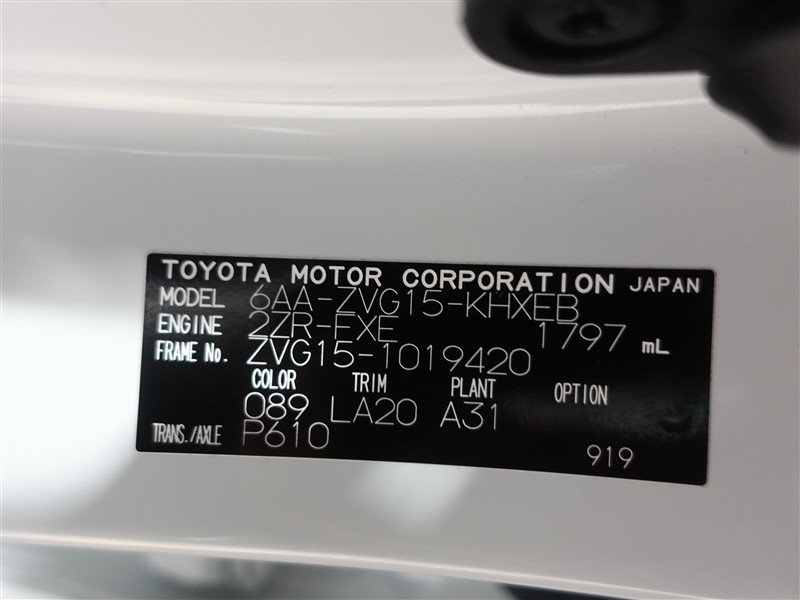 TOYOTA MOTOR CORPORATION JAPAN
MODEL 6AA-ZVG15-KHXEB
ENGINE 2ZR-FXE 1797 mL
FRAME No. ZVG15-1019420
COLOR TRIM PLANT OPTION
089 LA20 A31
TRANS./AXLE P610
919